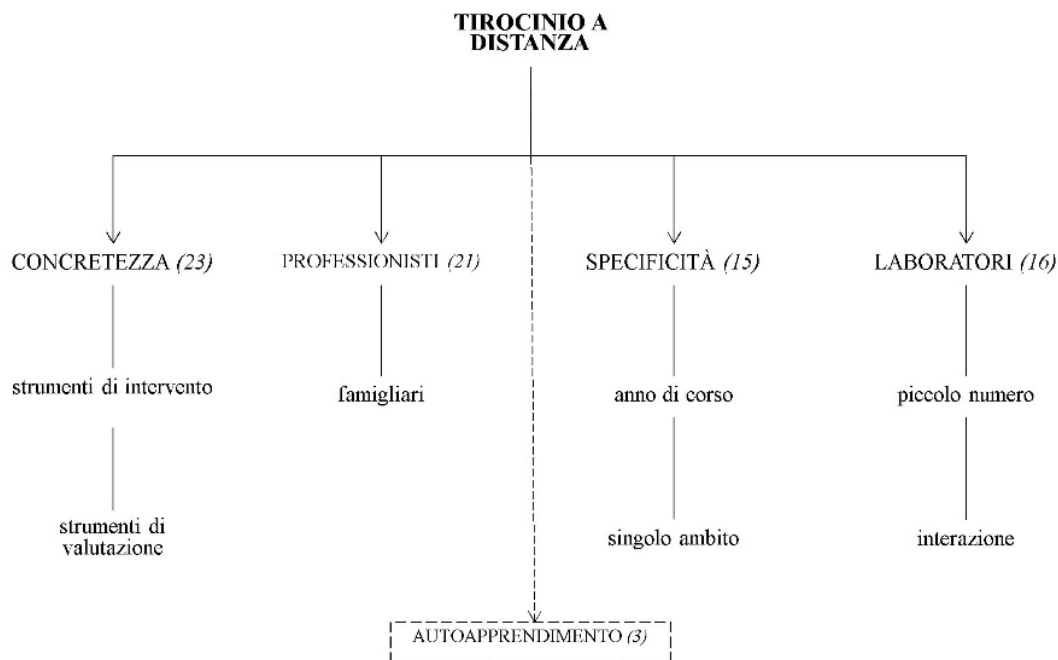 TIROCINIO A
DISTANZA
CONCRETEZZA (23)
PROFESSIONISTI (21)
SPECIFICITÀ (15)
LABORATORI (16)
strumenti di intervento
famigliari
anno di corso
piccolo numero
strumenti di
valutazione
singolo ambito
interazione
AUTOAPPRENDIMENTO (3)